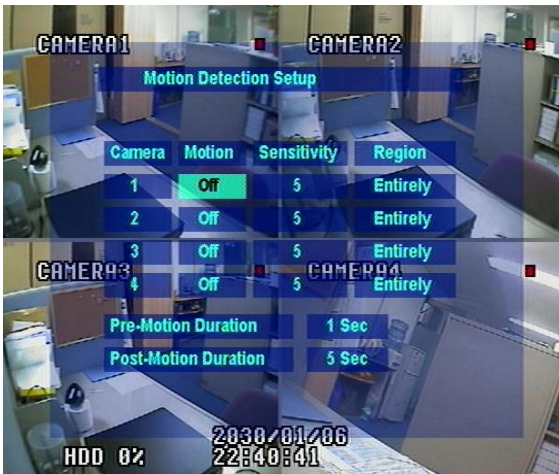 CAMERA1 CAMERA2
Motion Detection Setup
Camera Motion Sensitivity Region
1 Off 5 Entirely
2 Off 5 Entirely
3 Off 5 Entirely
CAMERA3 CAMERA4
4 Off 5 Entirely
Pre-Motion Duration 1 Sec
Post-Motion Duration 5 Sec
2030/01/06
HDD 0% 22:40:41